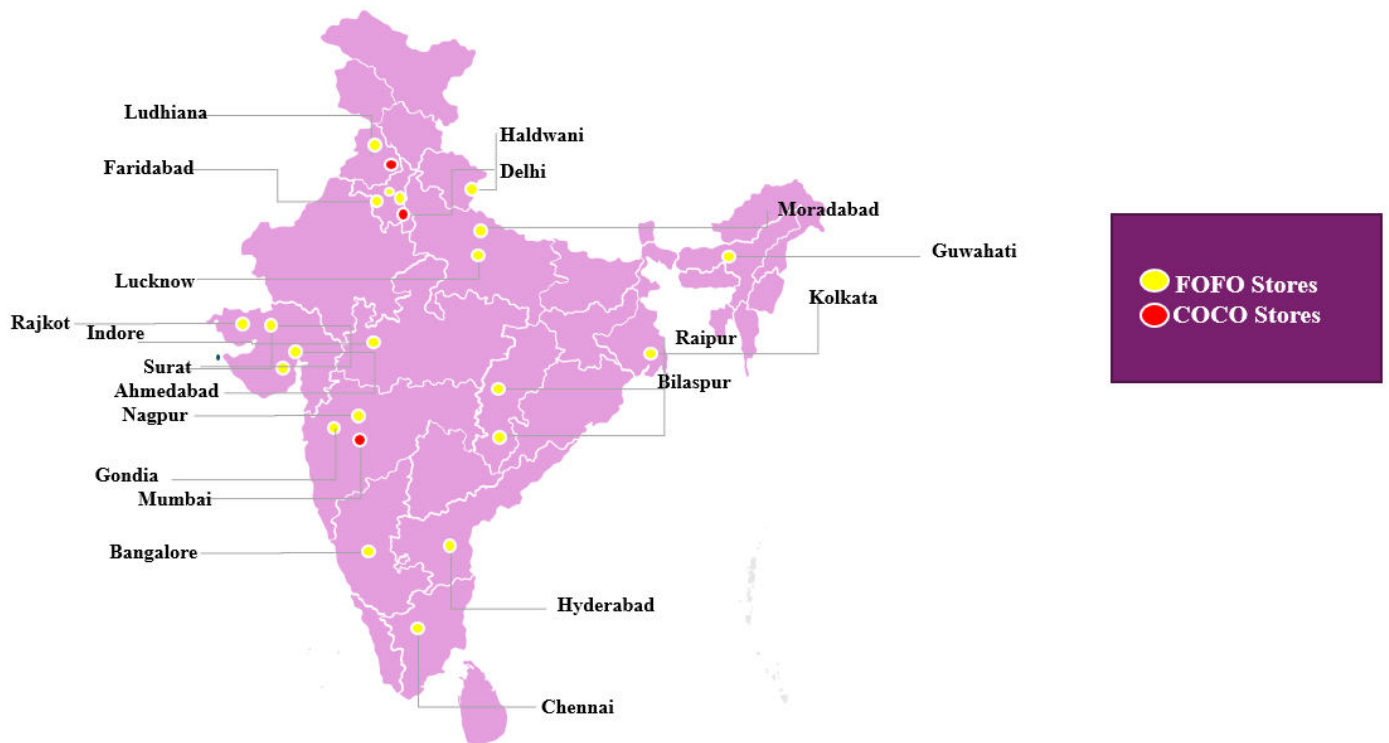 Ludhiana
Haldwani
Faridabad
Delhi
Moradabad
Guwahati
Lucknow
Kolkata
Rajkot
Indore
Raipur
Surat
Bilaspur
Ahmedabad
Nagpur
Gondia
Mumbai
Bangalore
Hyderabad
Chennai
FOFO Stores
COCO Stores